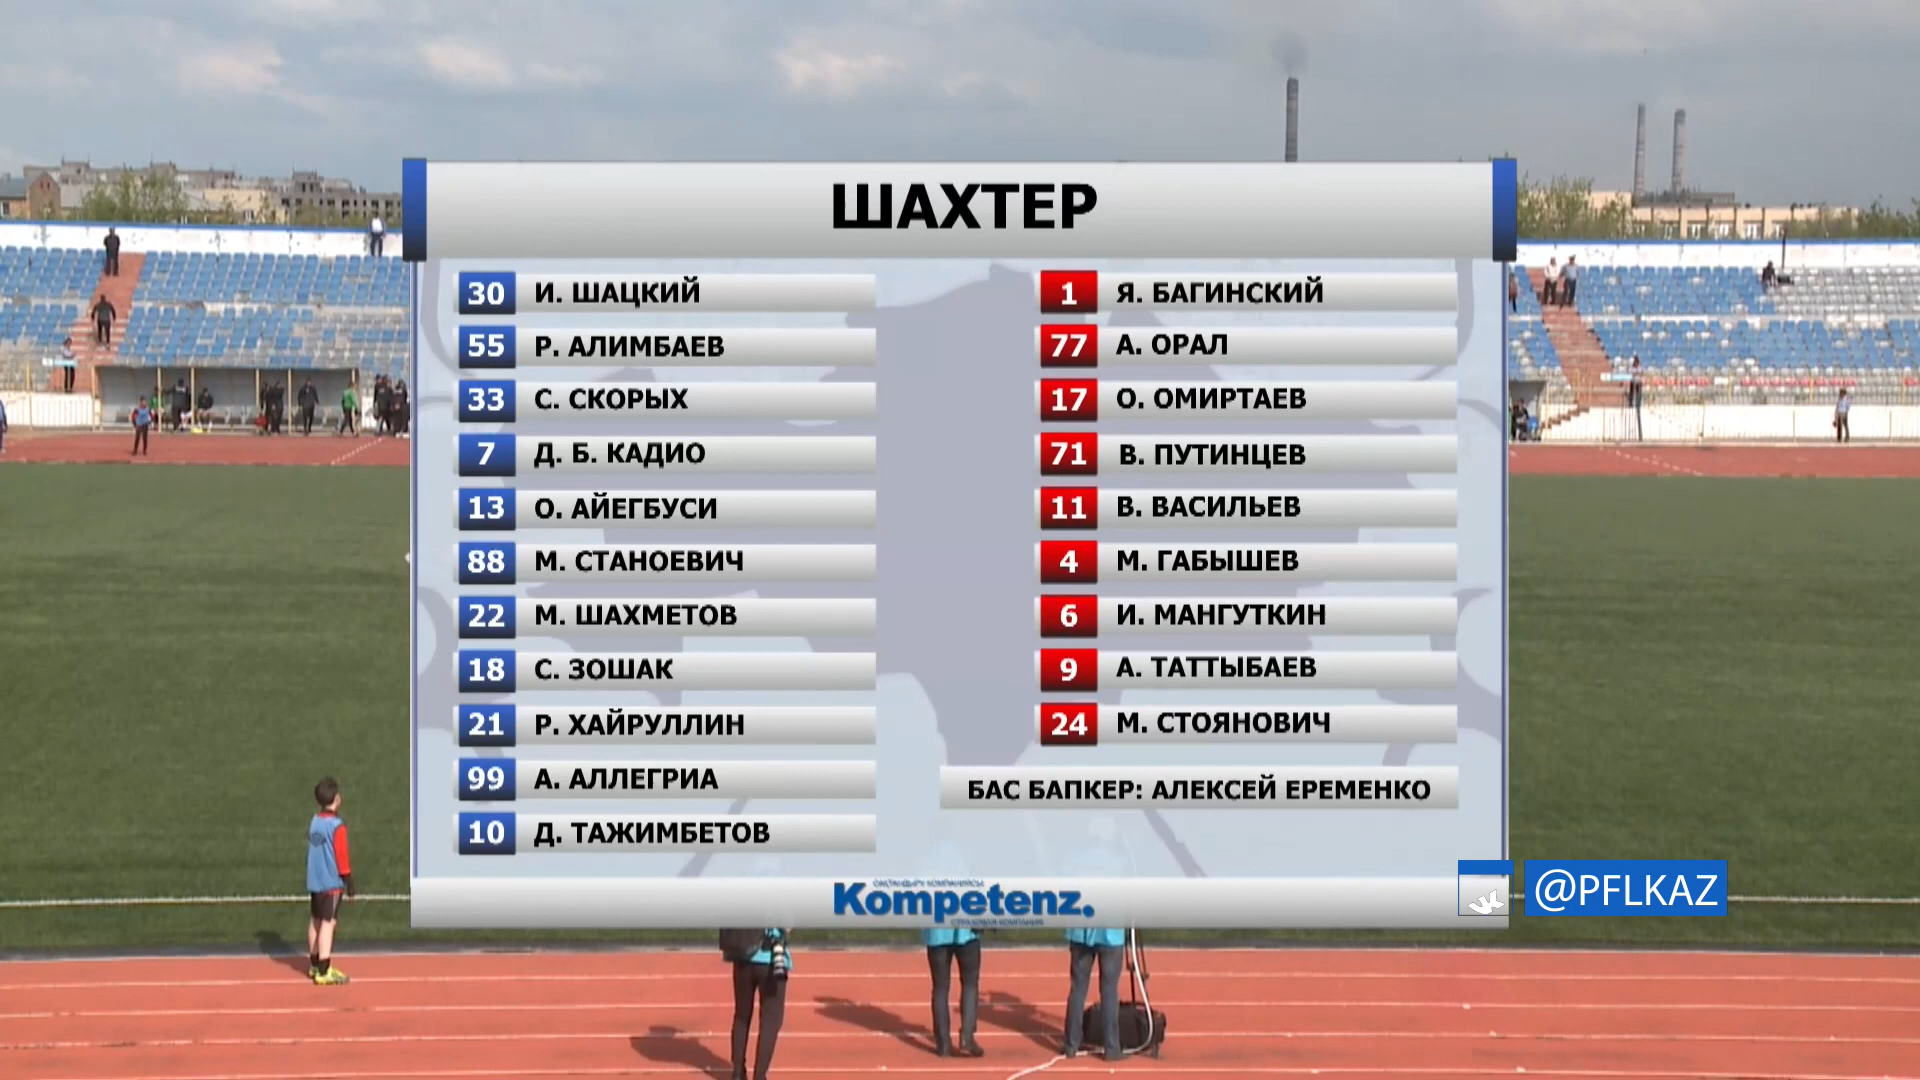 ШАХТЕР
30 И. ШАЦКИЙ
55 Р. АЛИМБАЕВ
33 С. СКОРЫХ
7 Д. Б. КАДИО
13 О. АЙЕГБУСИ
88 М. СТАНОЕВИЧ
22 М. ШАХМЕТОВ
18 С. ЗОШАК
21 Р. ХАЙРУЛЛИН
99 А. АЛЛЕГРИА
10 Д. ТАЖИМБЕТОВ
1 Я. БАГИНСКИЙ
77 А. ОРАЛ
17 О. ОМИРТАЕВ
71 В. ПУТИНЦЕВ
11 В. ВАСИЛЬЕВ
4 М. ГАБЫШЕВ
6 И. МАНГУТКИН
9 А. ТАТТЫБАЕВ
24 М. СТОЯНОВИЧ
БАС БАПКЕР: АЛЕКСЕЙ ЕРЕМЕНКО
Kompetenz.
СТРАХОВАЯ КОМПАНИЯ
@PFLKAZ